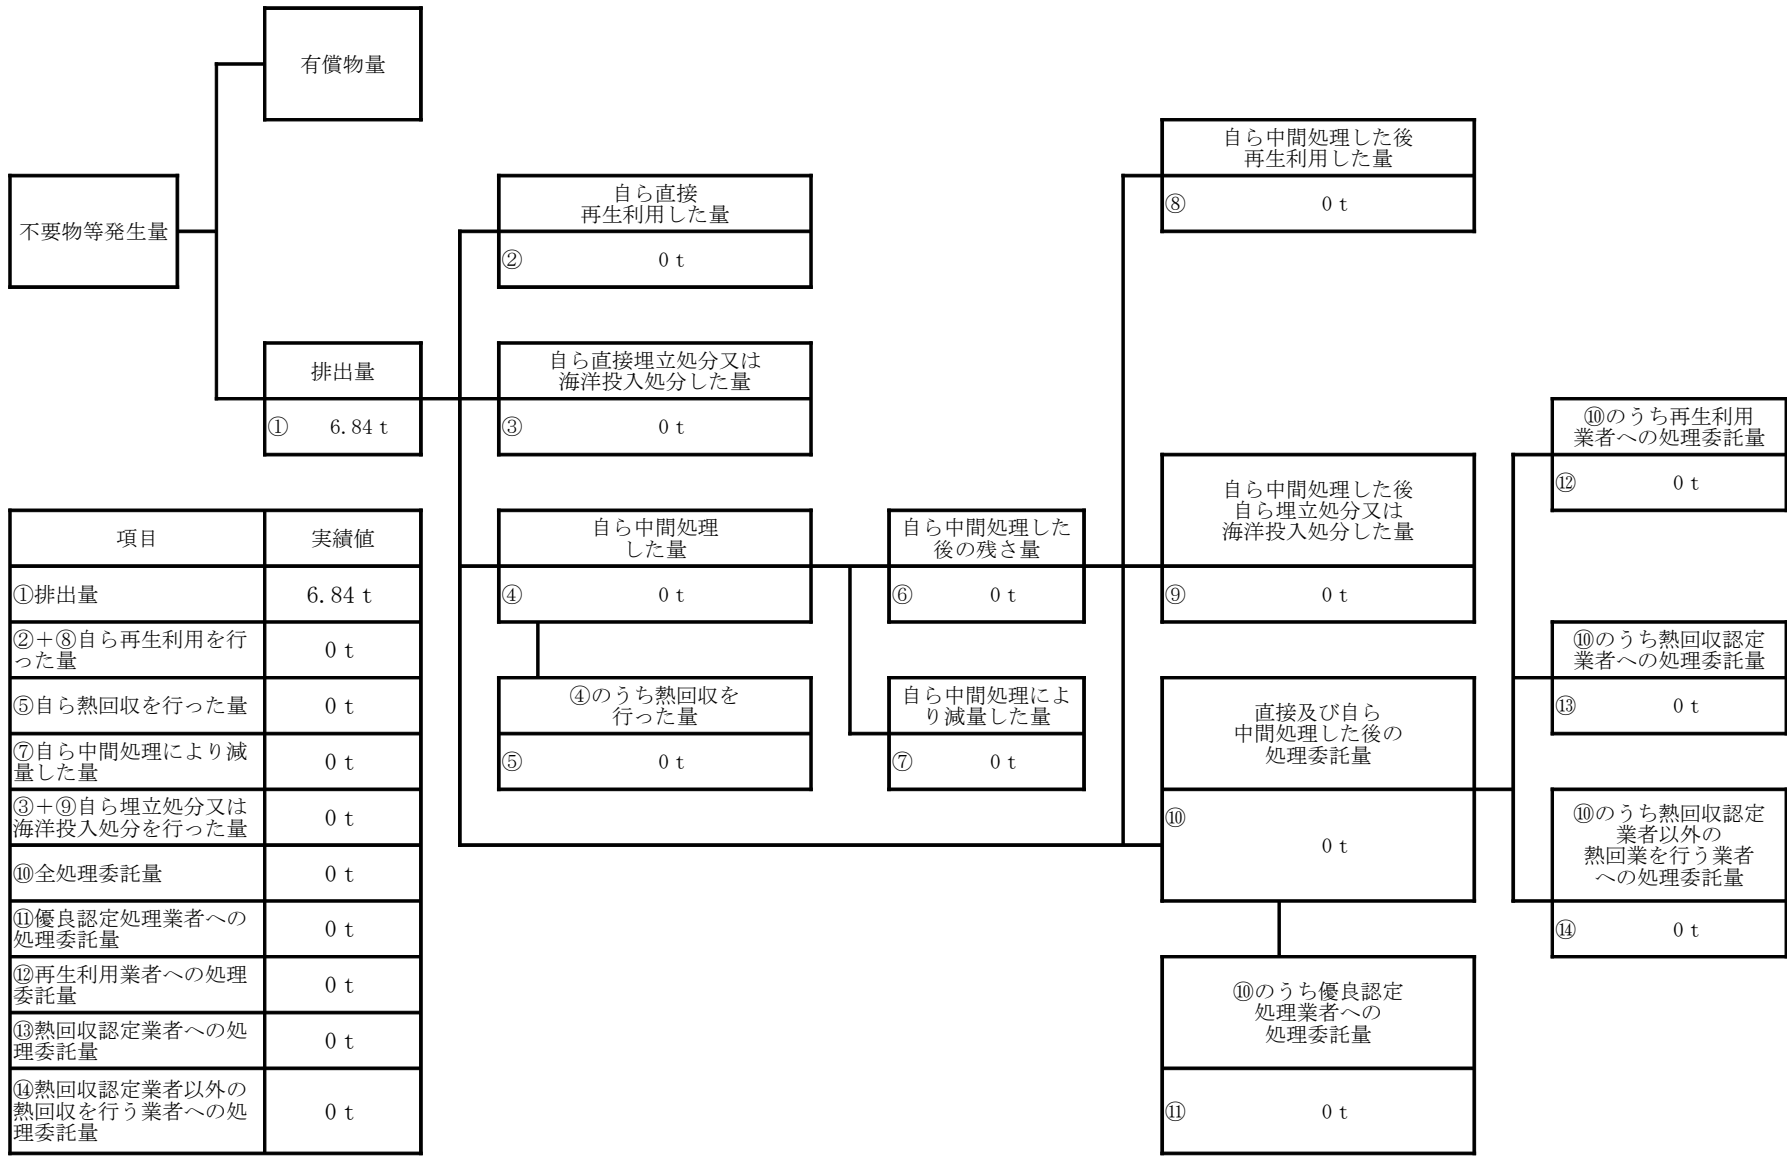 有償物量
不要物等発生量
排出量
① 6.84 t
自ら直接
再生利用した量
② 0 t
自ら直接埋立処分又は
海洋投入処分した量
③ 0 t
自ら中間処理
した量
④ 0 t
④のうち熱回収を
行った量
⑤ 0 t
自ら中間処理した
後の残さ量
⑥ 0 t
自ら中間処理によ
り減量した量
⑦ 0 t
自ら中間処理した後
再生利用した量
⑧ 0 t
自ら中間処理した後
自ら埋立処分又は
海洋投入処分した量
⑨ 0 t
直接及び自ら
中間処理した後の
処理委託量
⑩ 0 t
⑩のうち優良認定
処理業者への
処理委託量
⑪ 0 t
⑩のうち再生利用
業者への処理委託量
⑫ 0 t
⑩のうち熱回収認定
業者への処理委託量
⑬ 0 t
⑩のうち熱回収認定
業者以外の
熱回業を行う業者
への処理委託量
⑭ 0 t
項目 実績値
①排出量 6.84 t
②＋⑧自ら再生利用を行
った量 0 t
⑤自ら熱回収を行った量 0 t
⑦自ら中間処理により減
量した量 0 t
③＋⑨自ら埋立処分又は
海洋投入処分を行った量 0 t
⑩全処理委託量 0 t
⑪優良認定処理業者への
処理委託量 0 t
⑫再生利用業者への処理
委託量 0 t
⑬熱回収認定業者への処
理委託量 0 t
⑭熱回収認定業者以外の
熱回収を行う業者への処
理委託量 0 t